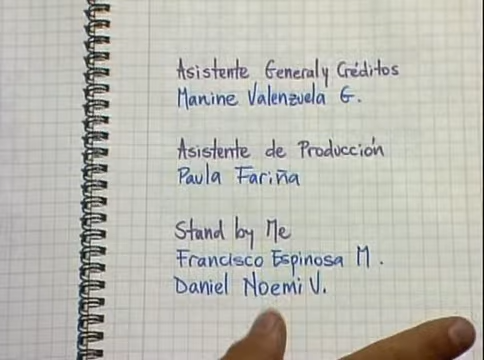 Asistente General y Créditos
Manine Valenzuela G.
Asistente de Producción
Paula Fariña
Stand by Me
Francisco Espinosa M.
Daniel Noemi V.